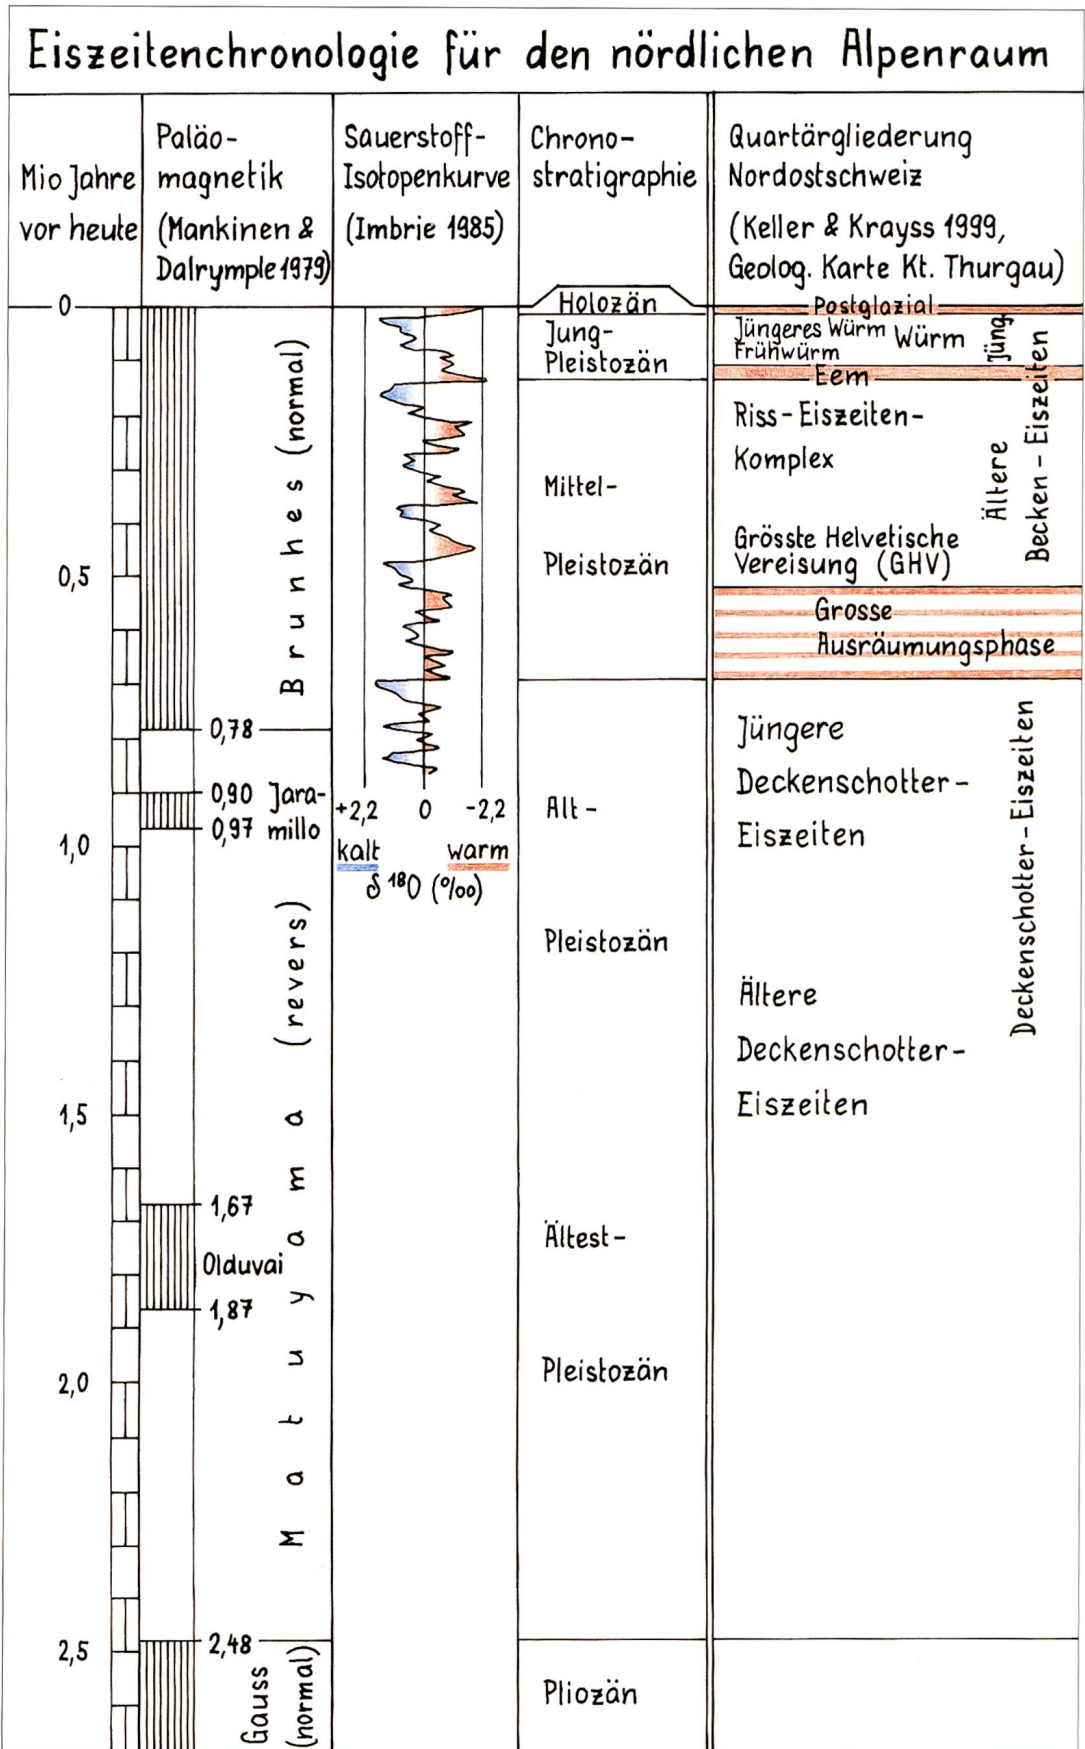 Eiszeitenchronologie für den nördlichen Alpenraum
Mio Jahre
vor heute
Paläo-
magnetik
(Mankinen &
Dalrymple 1979)
Sauerstoff-
Isotopenkurve
(Imbrie 1985)
Chrono-
stratigraphie
Quartärgliederung
Nordostschweiz
(Keller & Krayss 1999,
Geolog. Karte Kt. Thurgau)
0
0,5
1,0
1,5
2,0
2,5
Brunhes (normal)
0,78
0,90 Jara-
0,97 millo
Matuyama (revers)
1,67
Olduvai
1,87
2,48
Gauss
(normal)
+2,2 0 -2,2
kalt warm
δ ¹⁸O (‰)
Holozän
Jung-
Pleistozän
Mittel-
Pleistozän
Alt-
Pleistozän
Ältest-
Pleistozän
Pliozän
Postglazial
Jüngeres Würm Würm
Frühwürm
Jüng.
Eem
Riss-Eiszeiten-
Komplex
Grösste Helvetische
Vereisung (GHV)
Ältere
Becken-Eiszeiten
Grosse
Ausräumungsphase
Jüngere
Deckenschotter-
Eiszeiten
Ältere
Deckenschotter-
Eiszeiten
Deckenschotter-Eiszeiten